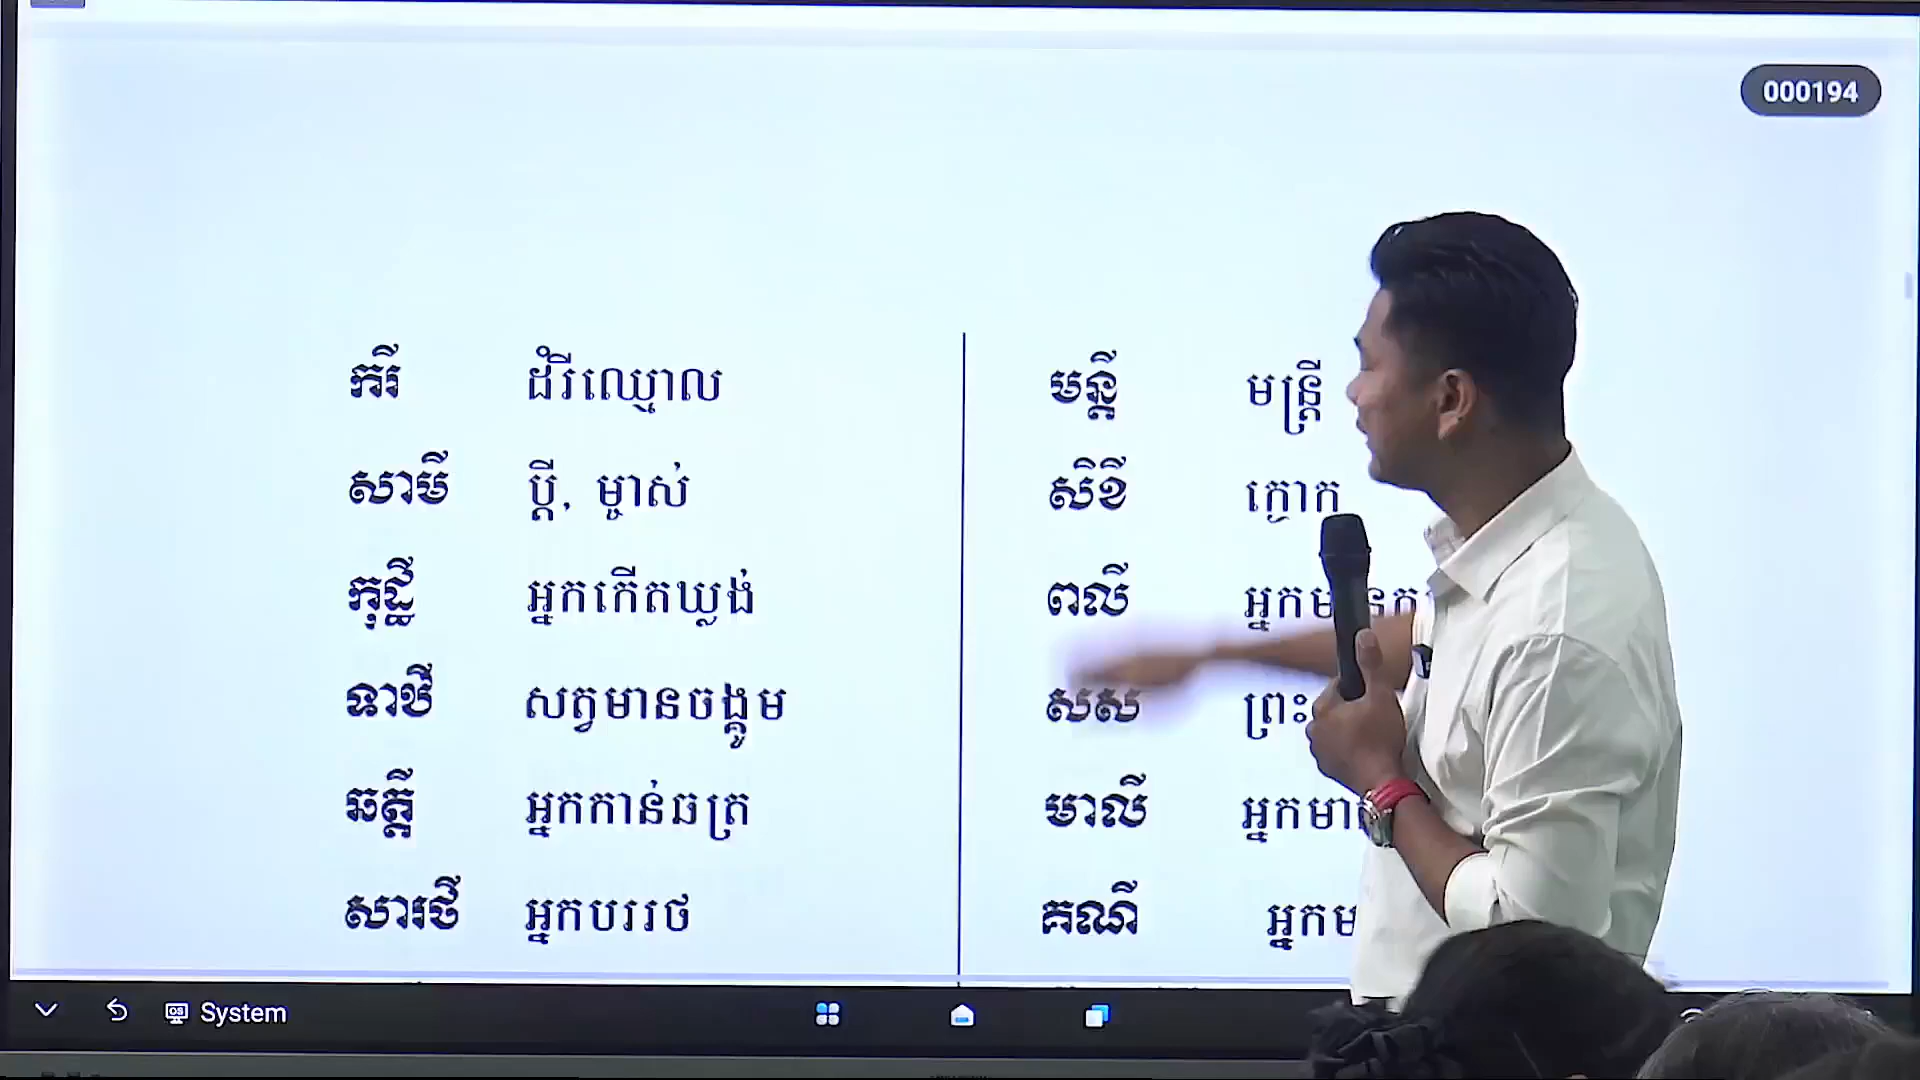 000194
ករី ដំរីឈ្មោល
សាមី ប្ដី, ម្ចាស់
កុដ្ឋី អ្នកកើតឃ្លង់
ទាឋី សត្វមានចង្កូម
ឆត្តី អ្នកកាន់ឆត្រ
សារថី អ្នកបររថ
មន្តី មន្ត្រី
សិខី ក្ងោក
ពលី
សស ព្រះ
មាលី
គណី
System